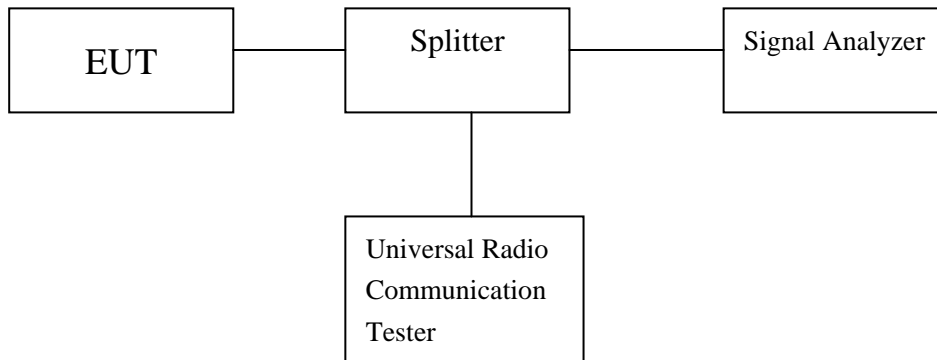 EUT
Splitter
Signal Analyzer
Universal Radio
Communication
Tester